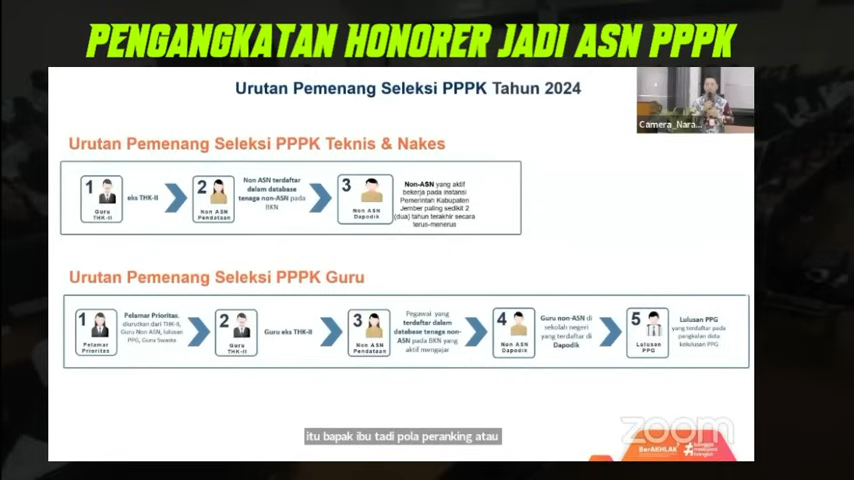 PENGANGKATAN HONORER JADI ASN PPPK
Urutan Pemenang Seleksi PPPK Tahun 2024
Camera_Nara...
Urutan Pemenang Seleksi PPPK Teknis & Nakes
1
Guru
THK-II
eks THK-II
2
Non ASN
Pendataan
Non ASN terdaftar
dalam database
tenaga non-ASN pada
BKN
3
Non ASN
Dapodik
Non-ASN yang aktif
bekerja pada instansi
Pemerintah Kabupaten
Jember paling sedikit 2
(dua) tahun terakhir secara
terus-menerus
Urutan Pemenang Seleksi PPPK Guru
1
Pelamar
Prioritas
Pelamar Prioritas,
diurutkan dari THK-II,
Guru Non ASN, lulusan
PPG, Guru Swasta
2
Guru
THK-II
Guru eks THK-II
3
Non ASN
Pendataan
Pegawai yang
terdaftar dalam
database tenaga non-
ASN pada BKN yang
aktif mengajar
4
Non ASN
Dapodik
Guru non-ASN di
sekolah negeri
yang terdaftar di
Dapodik
5
Lulusan
PPG
Lulusan PPG
yang terdaftar pada
pangkalan data
kelulusan PPG
itu bapak ibu tadi pola peranking atau
zoom
BerAKHLAK
#bangga
melayani
bangsa